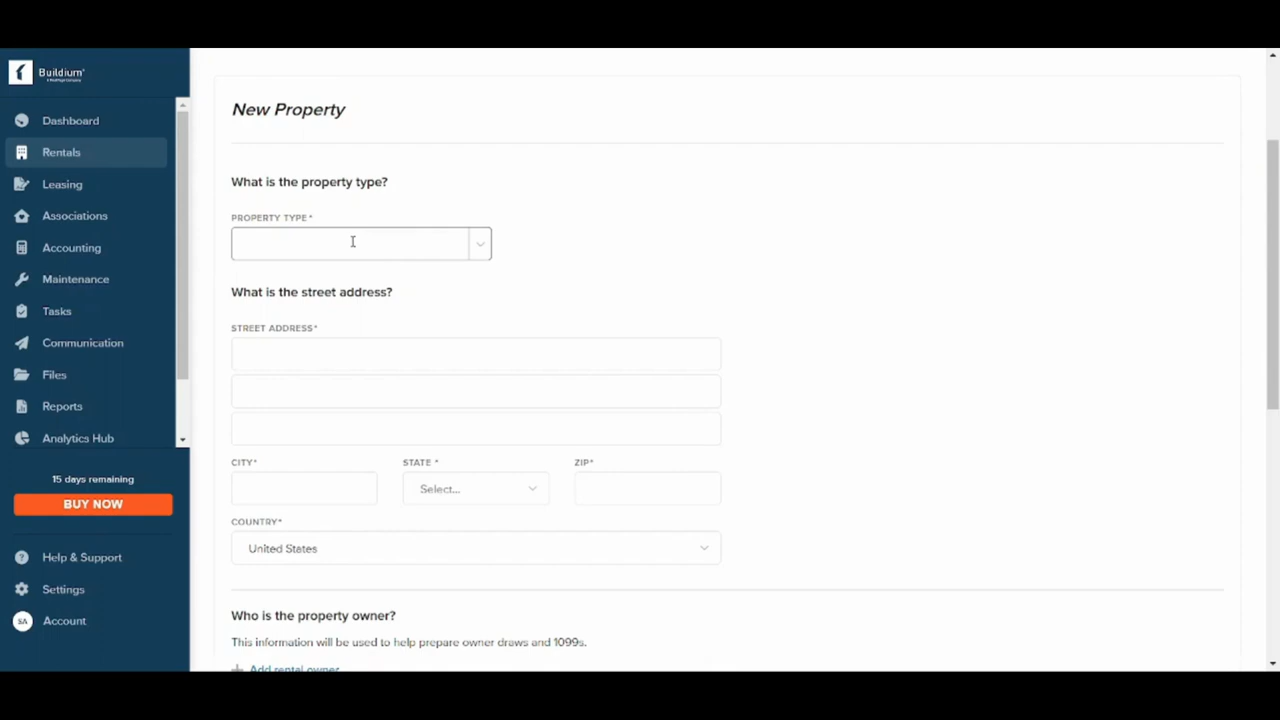 Buildium
Dashboard
Rentals
Leasing
Associations
Accounting
Maintenance
Tasks
Communication
Files
Reports
Analytics Hub
15 days remaining
BUY NOW
Help & Support
Settings
SA
Account
New Property
What is the property type?
PROPERTY TYPE*
What is the street address?
STREET ADDRESS*
CITY* STATE * ZIP*
Select...
COUNTRY*
United States
Who is the property owner?
This information will be used to help prepare owner draws and 1099s.
Add rental owner